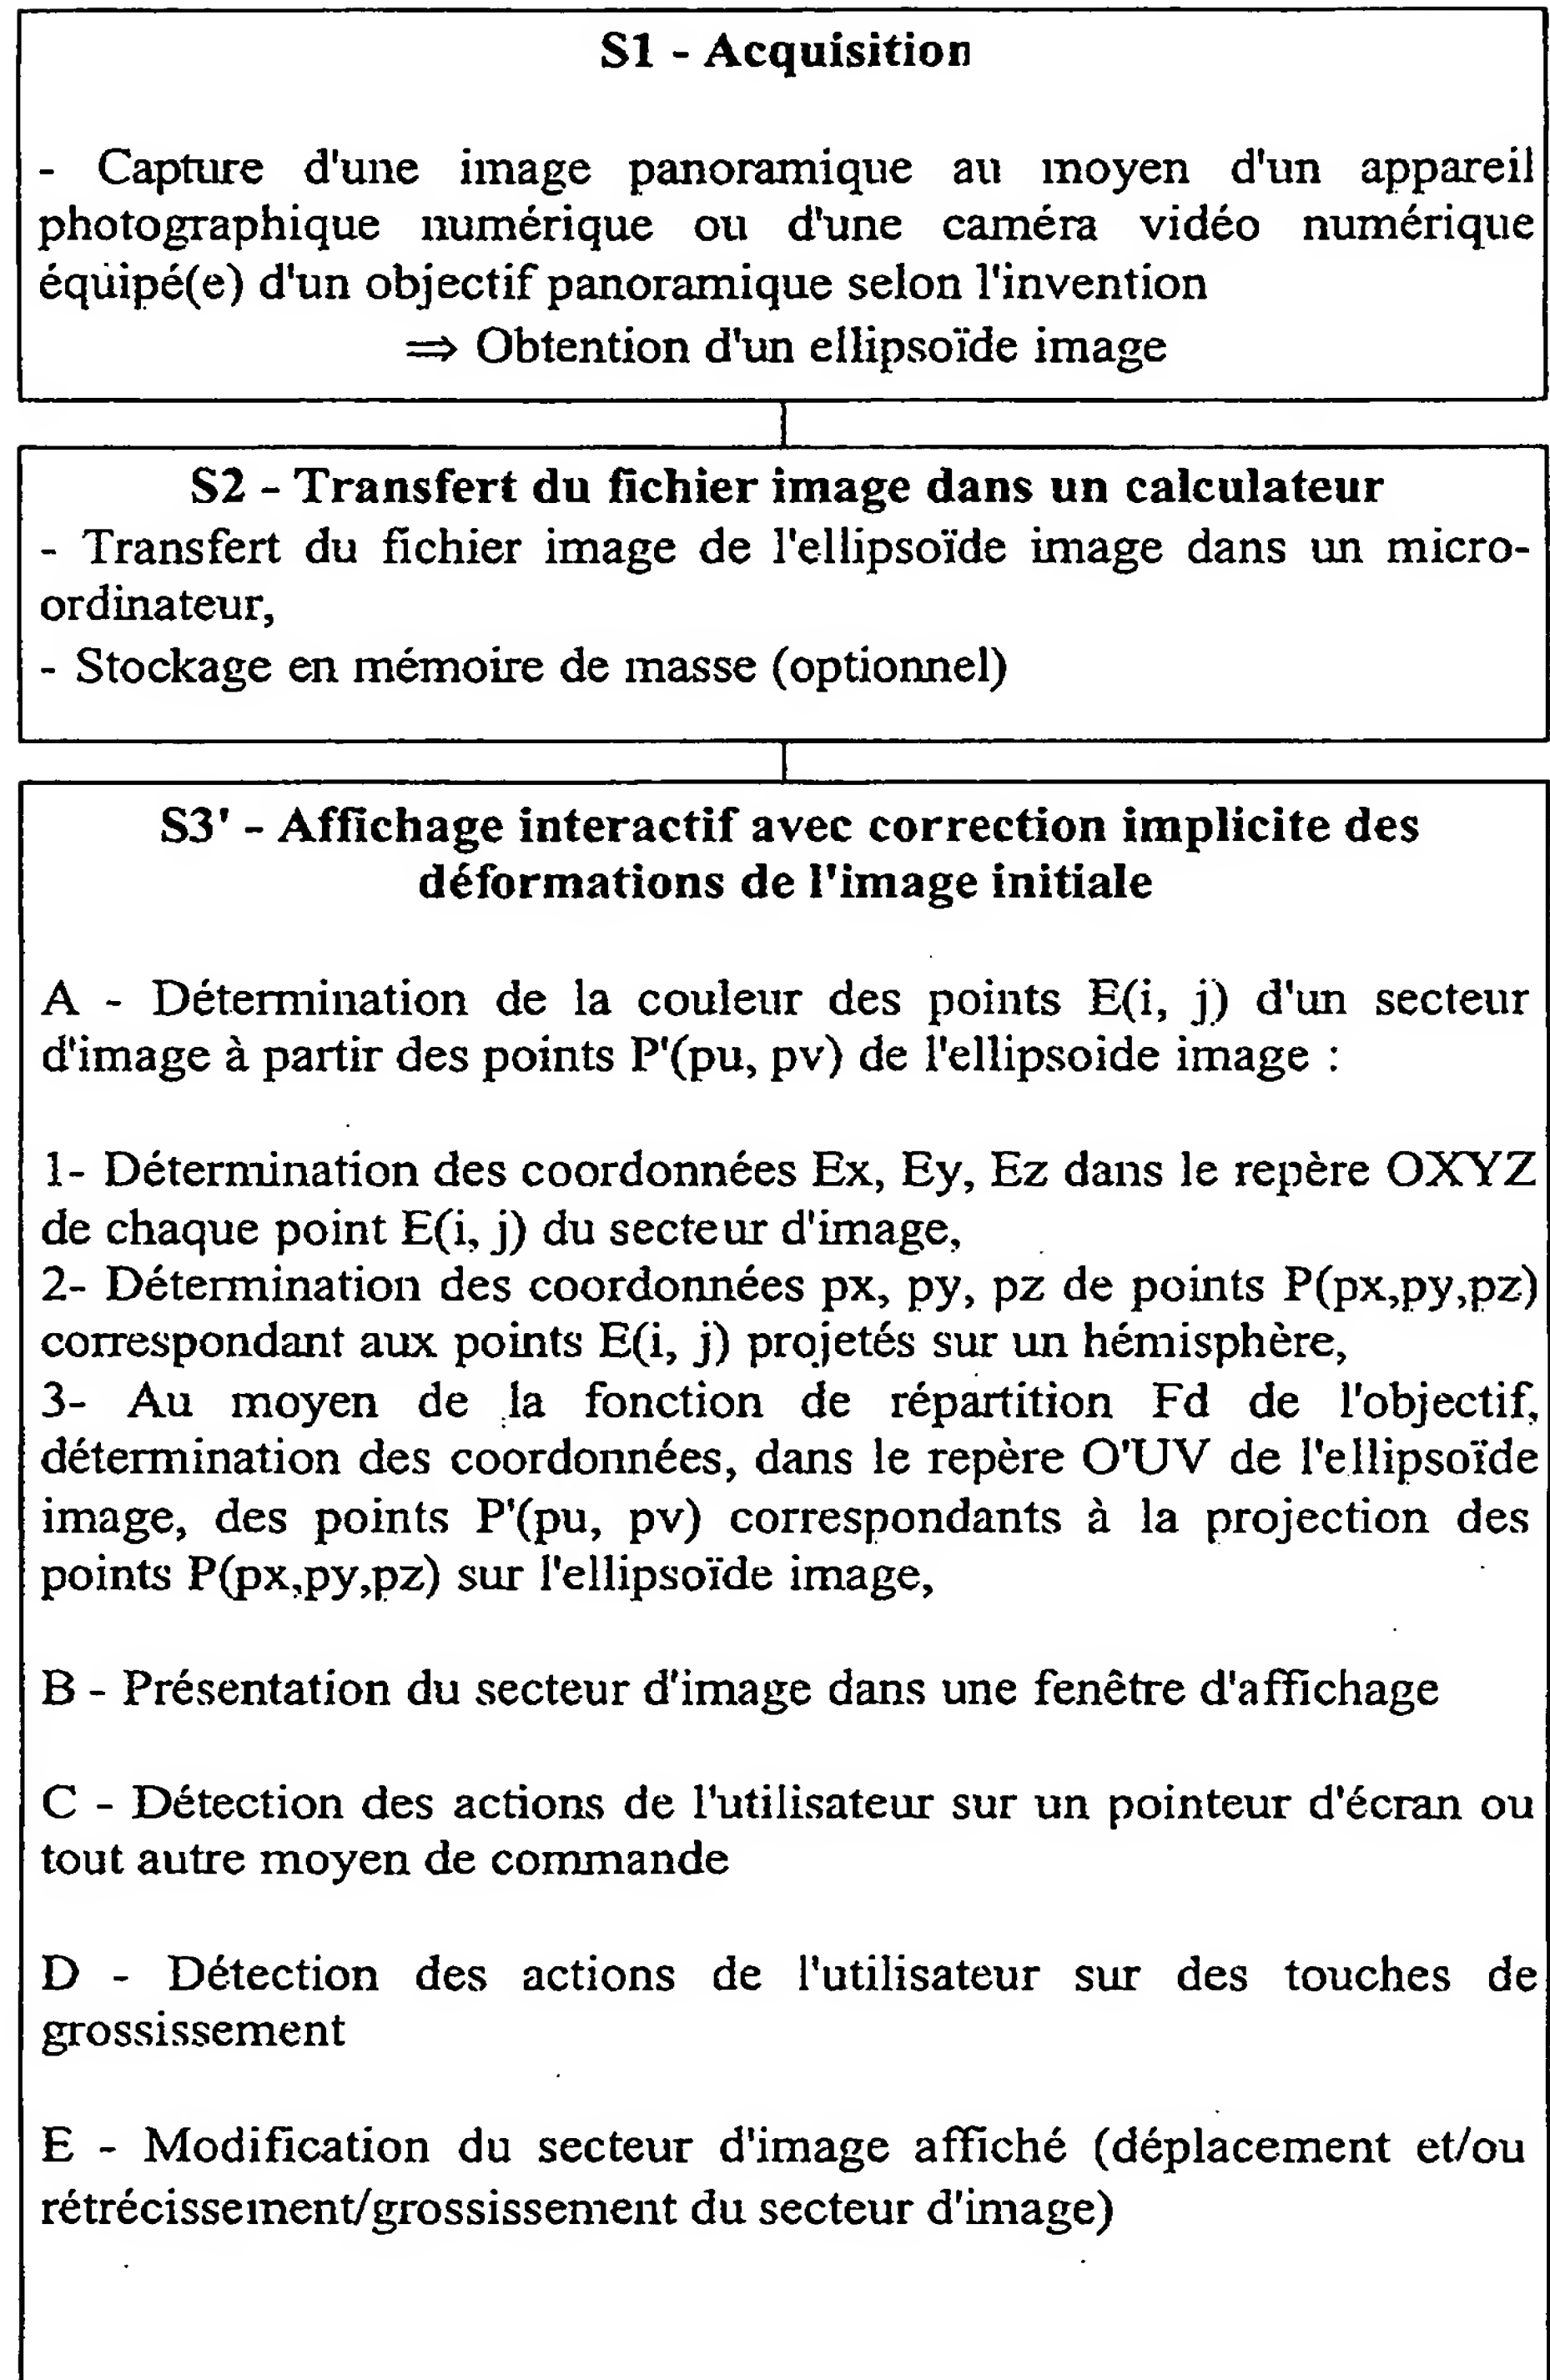 S1 - Acquisition
- Capture d'une image panoramique au moyen d'un appareil
photographique numérique ou d'une caméra vidéo numérique
équipé(e) d'un objectif panoramique selon l'invention
⇒ Obtention d'un ellipsoïde image
S2 - Transfert du fichier image dans un calculateur
- Transfert du fichier image de l'ellipsoïde image dans un micro-
ordinateur,
- Stockage en mémoire de masse (optionnel)
S3' - Affichage interactif avec correction implicite des
déformations de l'image initiale
A - Détermination de la couleur des points E(i, j) d'un secteur
d'image à partir des points P'(pu, pv) de l'ellipsoide image :
1- Détermination des coordonnées Ex, Ey, Ez dans le repère OXYZ
de chaque point E(i, j) du secteur d'image,
2- Détermination des coordonnées px, py, pz de points P(px,py,pz)
correspondant aux points E(i, j) projetés sur un hémisphère,
3- Au moyen de la fonction de répartition Fd de l'objectif,
détermination des coordonnées, dans le repère O'UV de l'ellipsoïde
image, des points P'(pu, pv) correspondants à la projection des
points P(px,py,pz) sur l'ellipsoïde image,
B - Présentation du secteur d'image dans une fenêtre d'affichage
C - Détection des actions de l'utilisateur sur un pointeur d'écran ou
tout autre moyen de commande
D - Détection des actions de l'utilisateur sur des touches de
grossissement
E - Modification du secteur d'image affiché (déplacement et/ou
rétrécissement/grossissement du secteur d'image)